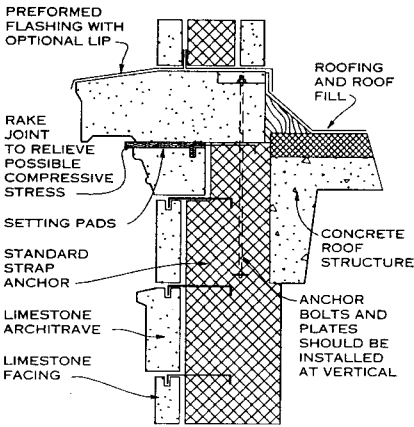 PREFORMED
FLASHING WITH
OPTIONAL LIP
RAKE
JOINT
TO RELIEVE
POSSIBLE
COMPRESSIVE
STRESS
SETTING PADS
STANDARD
STRAP
ANCHOR
LIMESTONE
ARCHITRAVE
LIMESTONE
FACING
ROOFING
AND ROOF
FILL
CONCRETE
ROOF
STRUCTURE
ANCHOR
BOLTS AND
PLATES
SHOULD BE
INSTALLED
AT VERTICAL